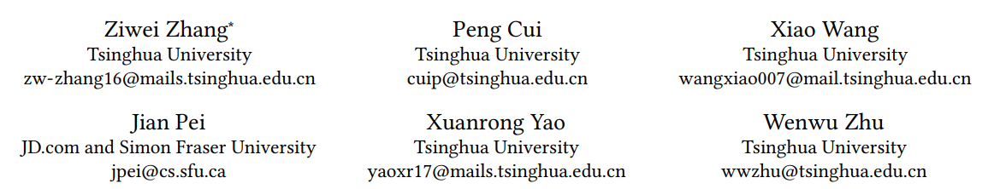 Ziwei Zhang*
Tsinghua University
zw-zhang16@mails.tsinghua.edu.cn
Peng Cui
Tsinghua University
cuip@tsinghua.edu.cn
Xiao Wang
Tsinghua University
wangxiao007@mail.tsinghua.edu.cn
Jian Pei
JD.com and Simon Fraser University
jpei@cs.sfu.ca
Xuanrong Yao
Tsinghua University
yaoxr17@mails.tsinghua.edu.cn
Wenwu Zhu
Tsinghua University
wwzhu@tsinghua.edu.cn